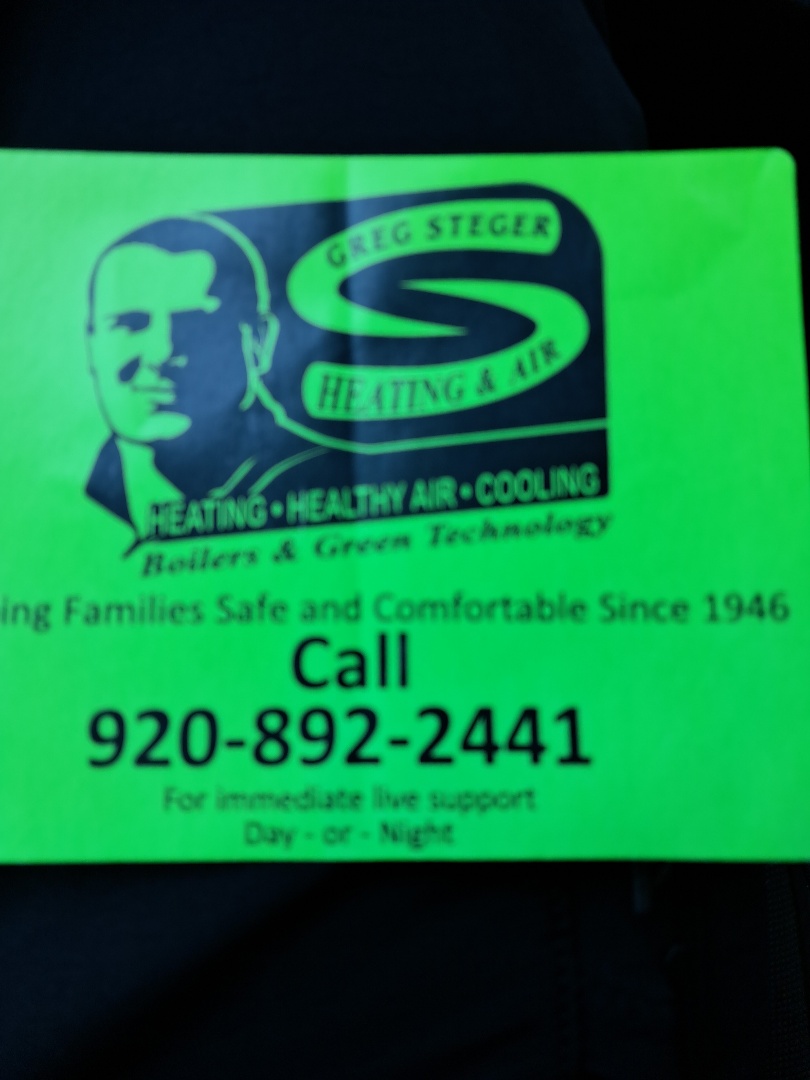 GREG STEGER
HEATING & AIR
HEATING • HEALTHY AIR • COOLING
Boilers & Green Technology
ing Families Safe and Comfortable Since 1946
Call
920-892-2441
For immediate live support
Day - or - Night